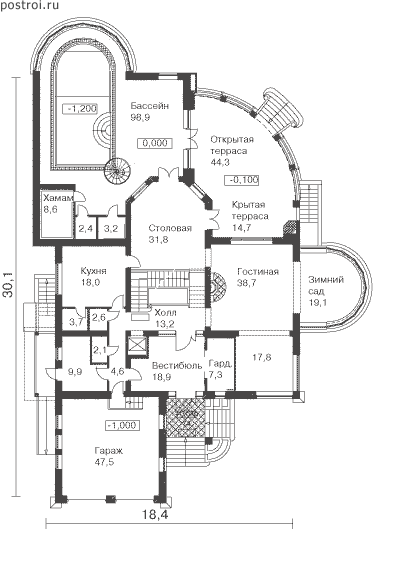 postroi.ru
Бассейн
98,9
-1,200
0,000
Открытая
терраса
44,3
-0,100
Хамам
8,6
2,4
3,2
Столовая
31,8
Крытая
терраса
14,7
Кухня
18,0
Гостиная
38,7
Зимний
сад
19,1
30,1
3,7
2,6
Холл
13,2
2,1
9,9
4,6
Вестибюль
18,9
Гард.
7,3
17,8
-1,000
Гараж
47,5
18,4